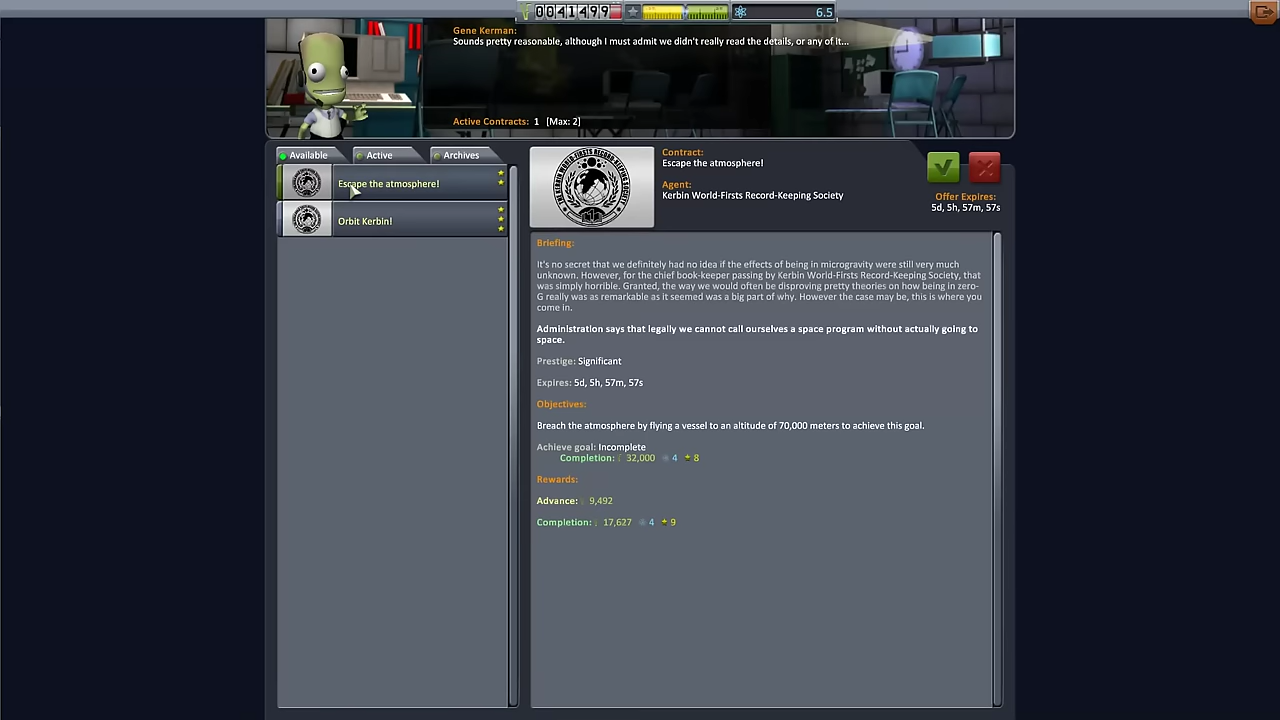 0041499
6.5
Gene Kerman:
Sounds pretty reasonable, although I must admit we didn't really read the details, or any of it...
Active Contracts: 1 [Max: 2]
Available
Active
Archives
Escape the atmosphere!
Orbit Kerbin!
Contract:
Escape the atmosphere!
Agent:
Kerbin World-Firsts Record-Keeping Society
Offer Expires:
5d, 5h, 57m, 57s
Briefing:
It's no secret that we definitely had no idea if the effects of being in microgravity were still very much
unknown. However, for the chief book-keeper passing by Kerbin World-Firsts Record-Keeping Society, that
was simply horrible. Granted, the way we would often be disproving pretty theories on how being in zero-
G really was as remarkable as it seemed was a big part of why. However the case may be, this is where you
come in.
Administration says that legally we cannot call ourselves a space program without actually going to
space.
Prestige: Significant
Expires: 5d, 5h, 57m, 57s
Objectives:
Breach the atmosphere by flying a vessel to an altitude of 70,000 meters to achieve this goal.
Achieve goal: Incomplete
Completion: 32,000 4 + 8
Rewards:
Advance: 9,492
Completion: 17,627 4 + 9